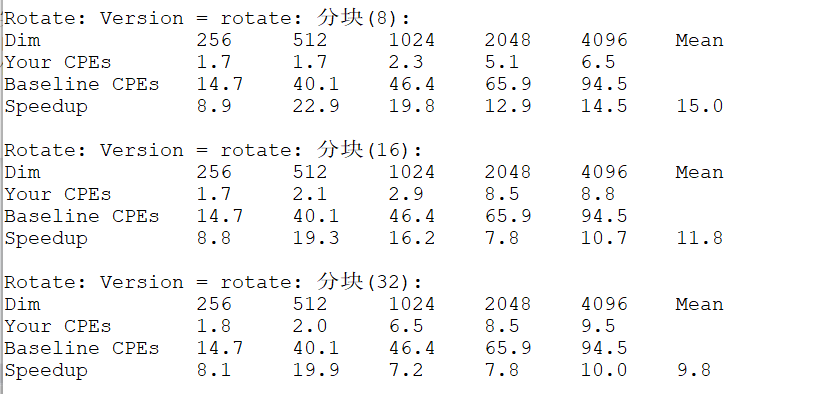 Rotate: Version = rotate: 分块(8):
Dim 256 512 1024 2048 4096 Mean
Your CPEs 1.7 1.7 2.3 5.1 6.5
Baseline CPEs 14.7 40.1 46.4 65.9 94.5
Speedup 8.9 22.9 19.8 12.9 14.5 15.0
Rotate: Version = rotate: 分块(16):
Dim 256 512 1024 2048 4096 Mean
Your CPEs 1.7 2.1 2.9 8.5 8.8
Baseline CPEs 14.7 40.1 46.4 65.9 94.5
Speedup 8.8 19.3 16.2 7.8 10.7 11.8
Rotate: Version = rotate: 分块(32):
Dim 256 512 1024 2048 4096 Mean
Your CPEs 1.8 2.0 6.5 8.5 9.5
Baseline CPEs 14.7 40.1 46.4 65.9 94.5
Speedup 8.1 19.9 7.2 7.8 10.0 9.8